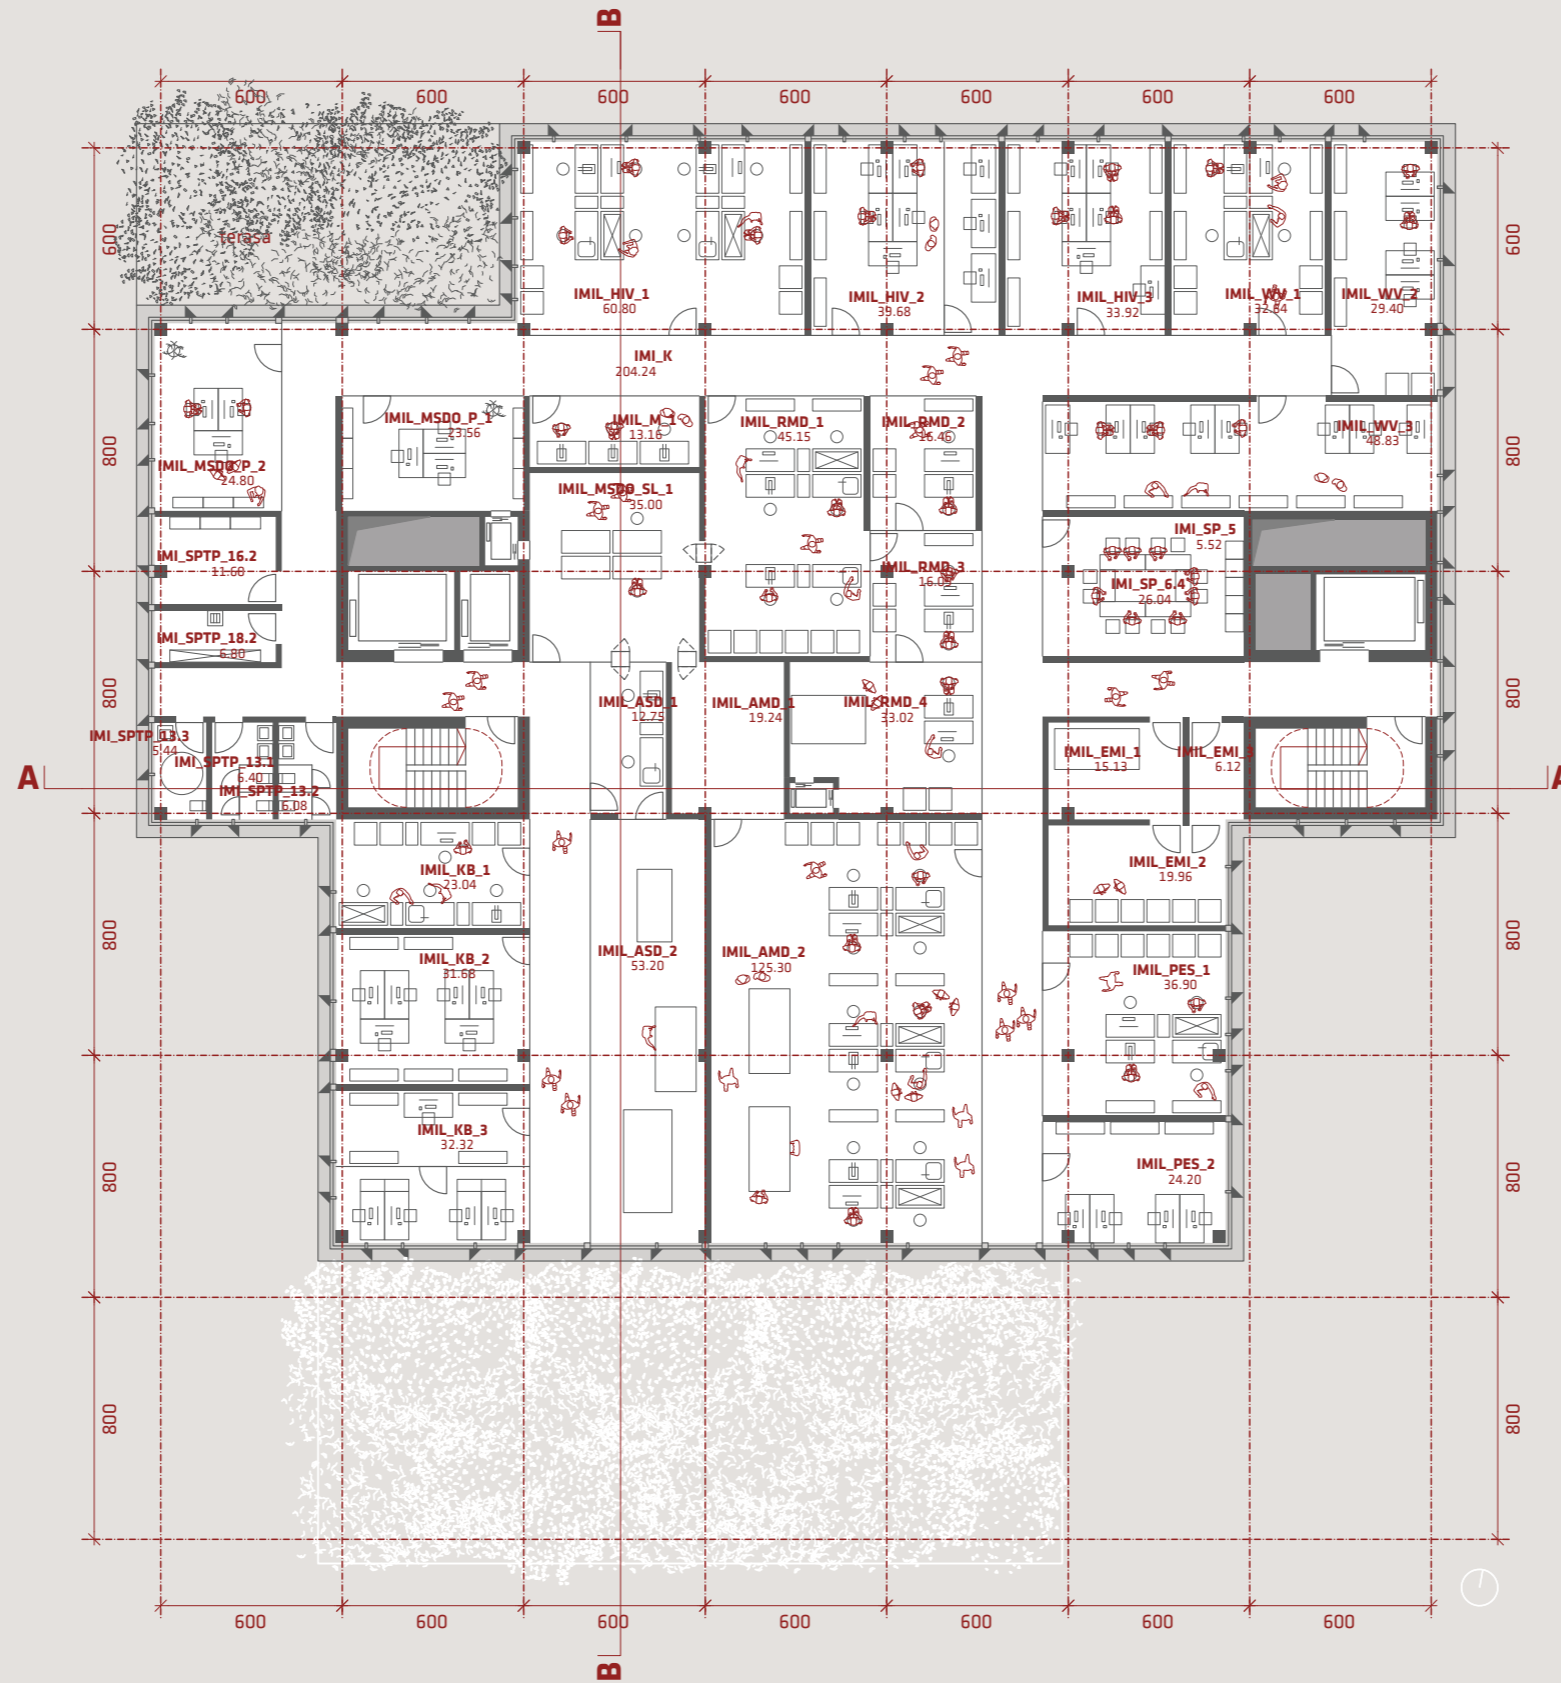 B
600 600 600 600 600 600 600
600
terasa
600
IMIL_HIV_1
60.80
IMIL_HIV_2
39.68
IMIL_HIV_3
33.92
IMIL_WV_1
32.64
IMIL_WV_2
29.40
IMI_K
204.24
800
IMIL_MSDO_P_1
23.56
IMIL_M_1
13.16
IMIL_RMD_1
45.15
IMIL_RMD_2
16.46
IMIL_WV_3
48.83
800
IMIL_MSDO_P_2
24.80
IMIL_MSDO_SL_1
35.00
IMI_SP_5
5.52
IMI_SPTP_16.2
11.60
IMIL_RMD_3
IMI_SP_6.4
26.04
IMI_SPTP_18.2
6.80
800
IMIL_ASD_1
12.75
IMIL_AMD_1
19.24
IMIL_RMD_4
33.02
800
IMI_SPTP_13.3
5.44
IMI_SPTP_13.1
6.40
IMI_SPTP_13.2
6.08
IMIL_EMI_1
15.13
IMIL_EMI_3
6.12
A
A
IMIL_KB_1
23.04
IMIL_EMI_2
19.96
800
IMIL_KB_2
31.68
IMIL_ASD_2
53.20
IMIL_AMD_2
125.30
IMIL_PES_1
36.90
800
IMIL_KB_3
32.32
IMIL_PES_2
24.20
800
800
800
800
600 600 600 600 600 600 600
B